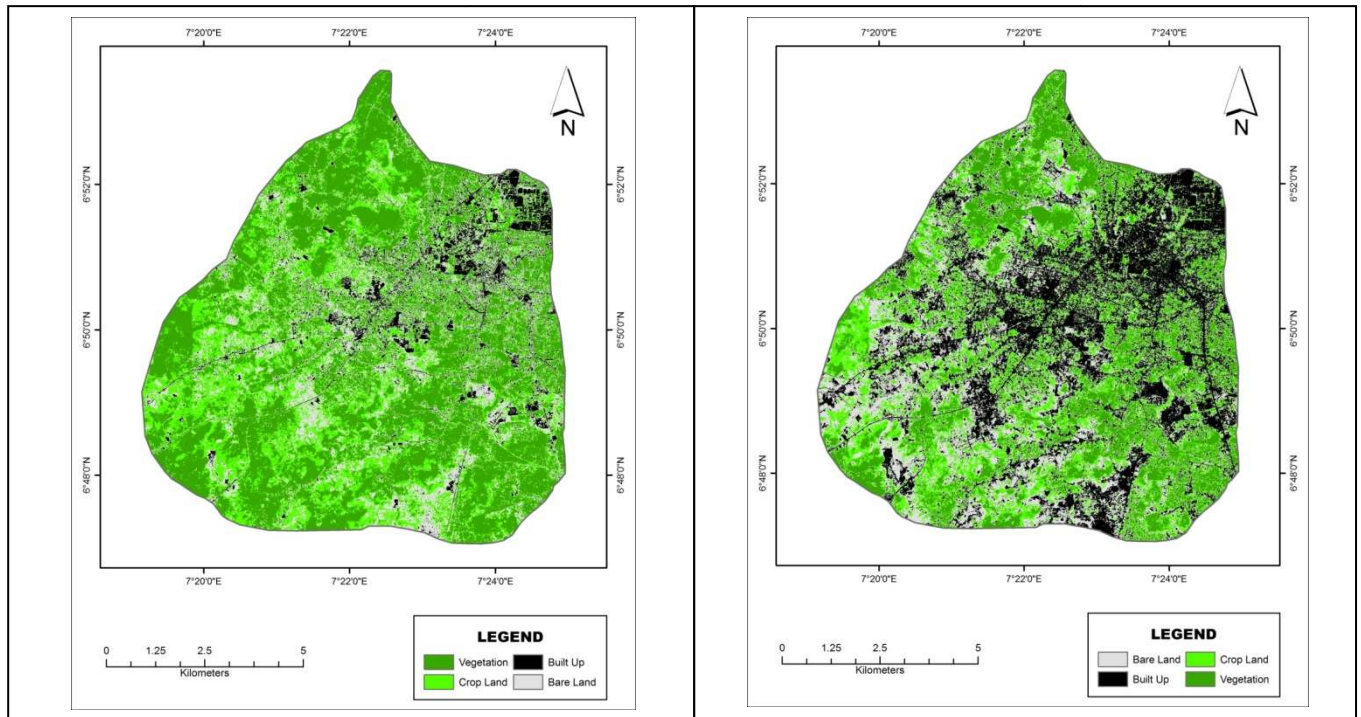 7°20'0"E 7°22'0"E 7°24'0"E
N
6°52'0"N 6°52'0"N
6°50'0"N 6°50'0"N
6°48'0"N 6°48'0"N
7°20'0"E 7°22'0"E 7°24'0"E
0 1.25 2.5 5
Kilometers
LEGEND
Vegetation Built Up
Crop Land Bare Land
7°20'0"E 7°22'0"E 7°24'0"E
N
6°52'0"N 6°52'0"N
6°50'0"N 6°50'0"N
6°48'0"N 6°48'0"N
7°20'0"E 7°22'0"E 7°24'0"E
0 1.25 2.5 5
Kilometers
LEGEND
Bare Land Crop Land
Built Up Vegetation